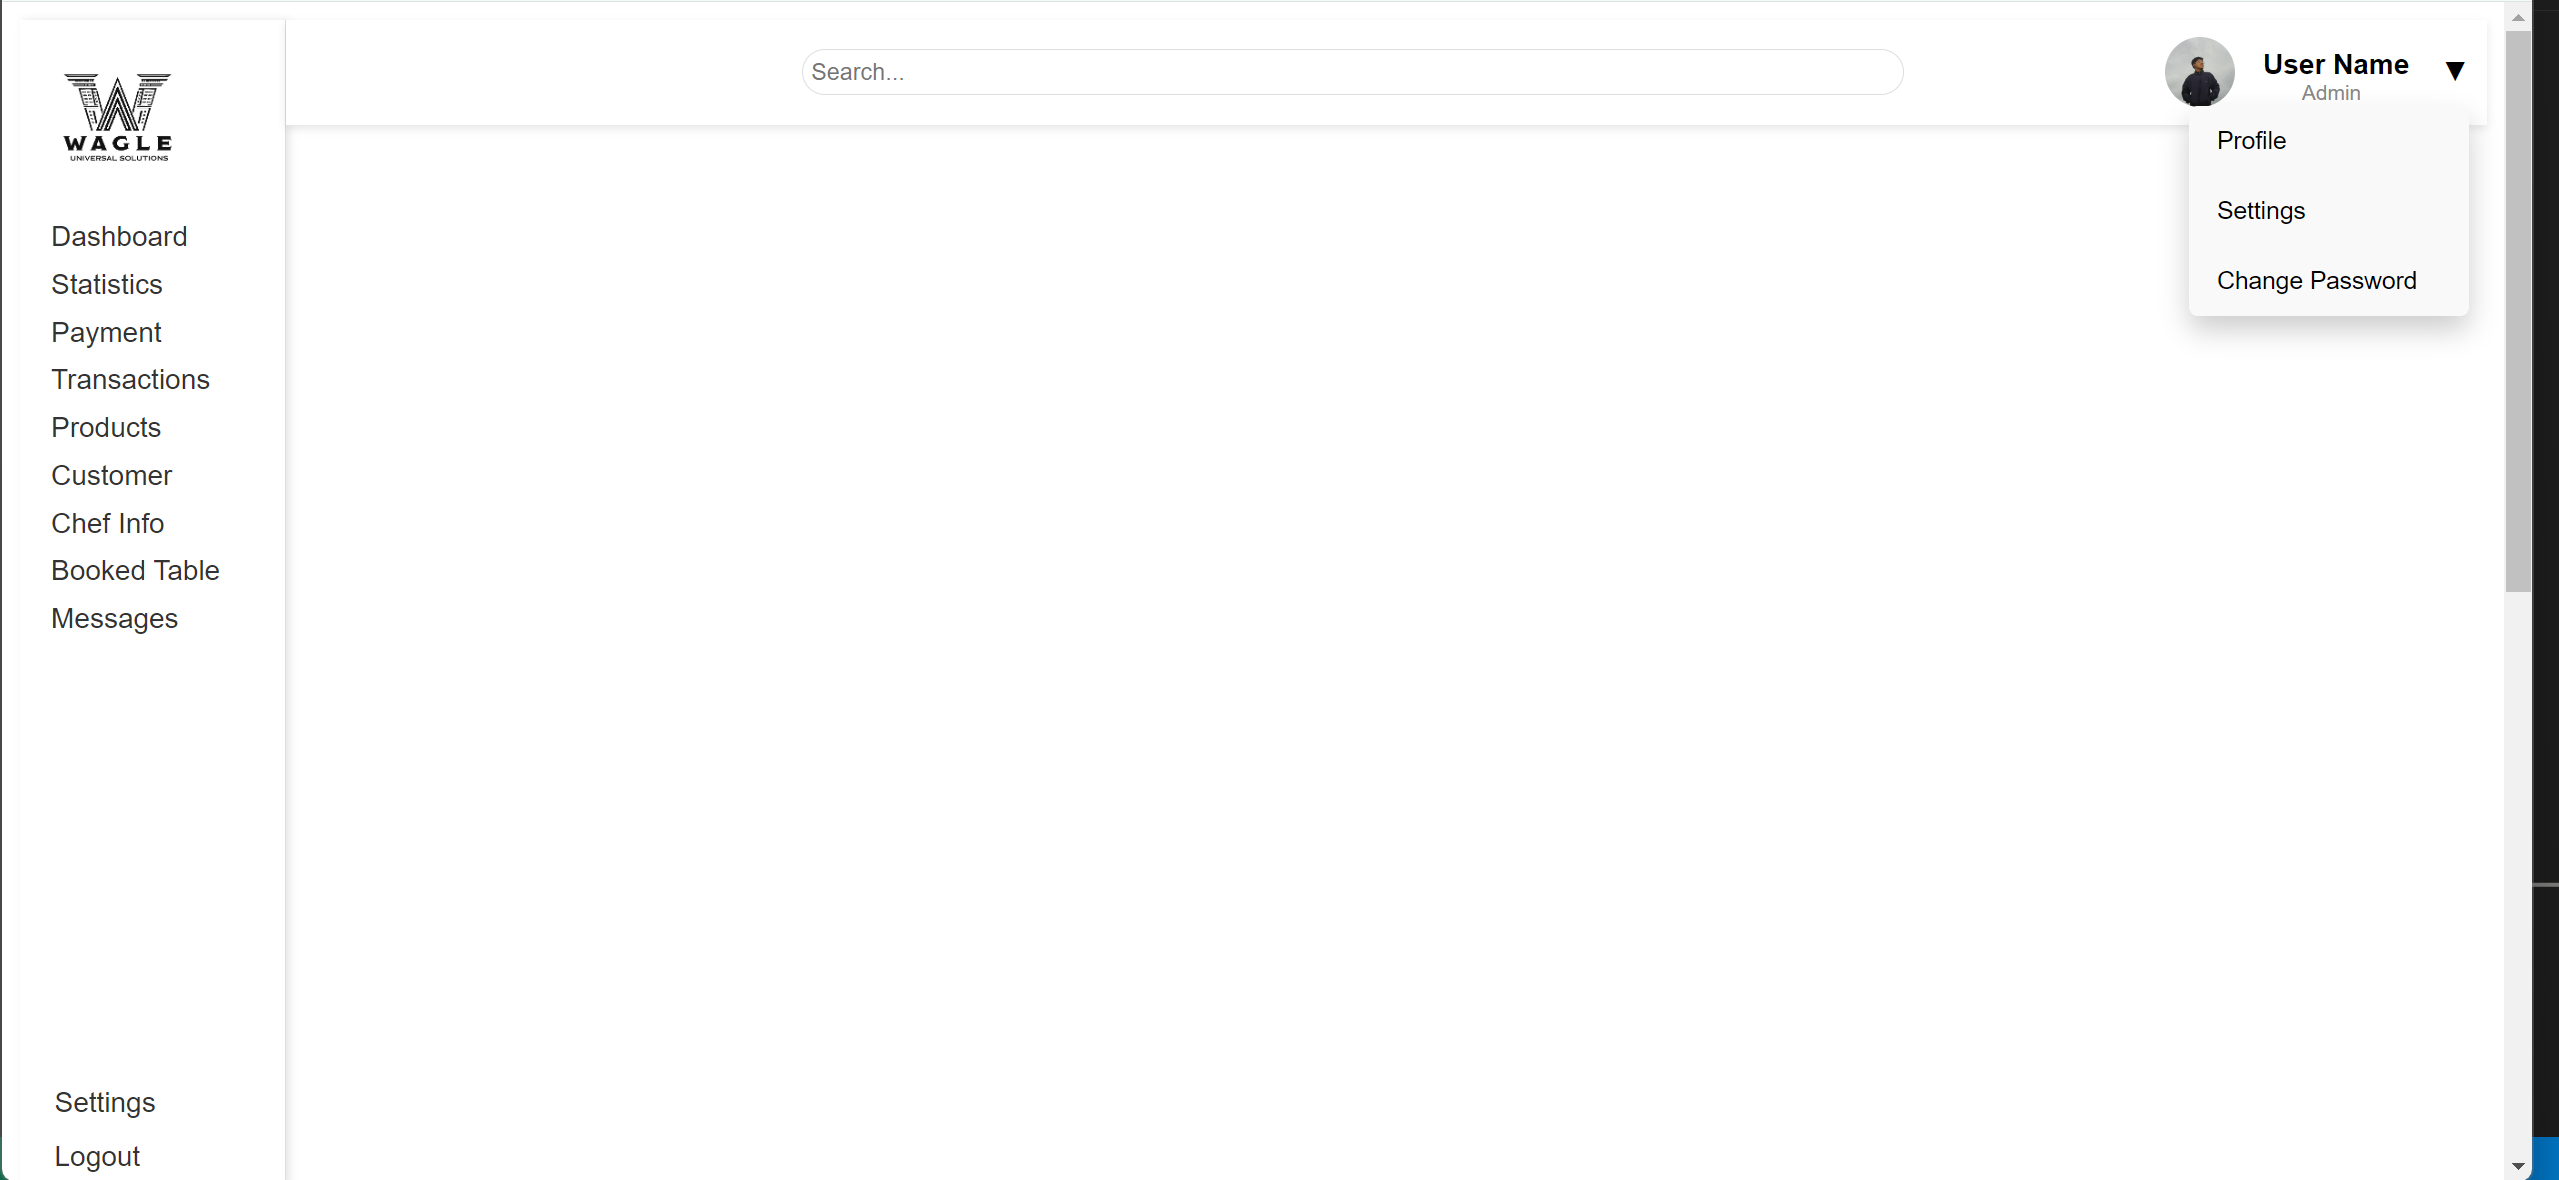 WAGLE
UNIVERSAL SOLUTIONS
Dashboard
Statistics
Payment
Transactions
Products
Customer
Chef Info
Booked Table
Messages
Settings
Logout
Search...
User Name
Admin
▼
Profile
Settings
Change Password